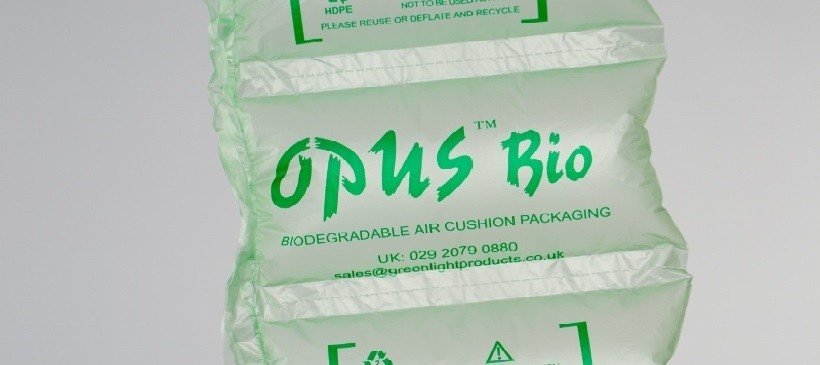 HDPE
NOT TO BE USED
PLEASE REUSE OR DEFLATE AND RECYCLE
OPUS™ Bio
BIODEGRADABLE AIR CUSHION PACKAGING
UK: 029 2079 0880
sales@greenlightproducts.co.uk